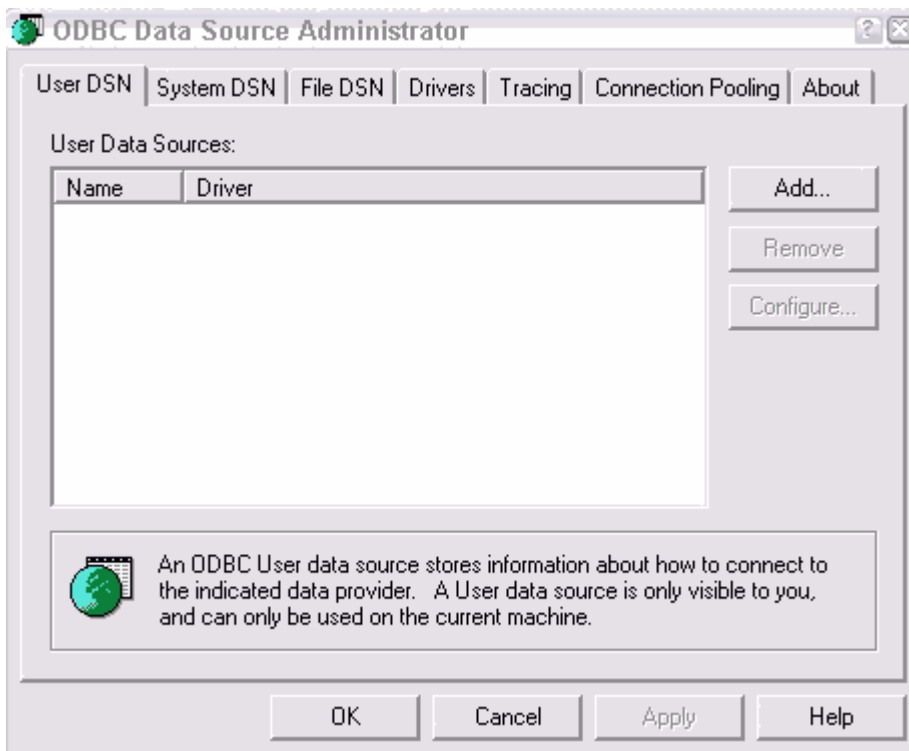 ODBC Data Source Administrator
User DSN System DSN File DSN Drivers Tracing Connection Pooling About
User Data Sources:
Name Driver
Add...
Remove
Configure...
An ODBC User data source stores information about how to connect to
the indicated data provider. A User data source is only visible to you,
and can only be used on the current machine.
OK Cancel Apply Help